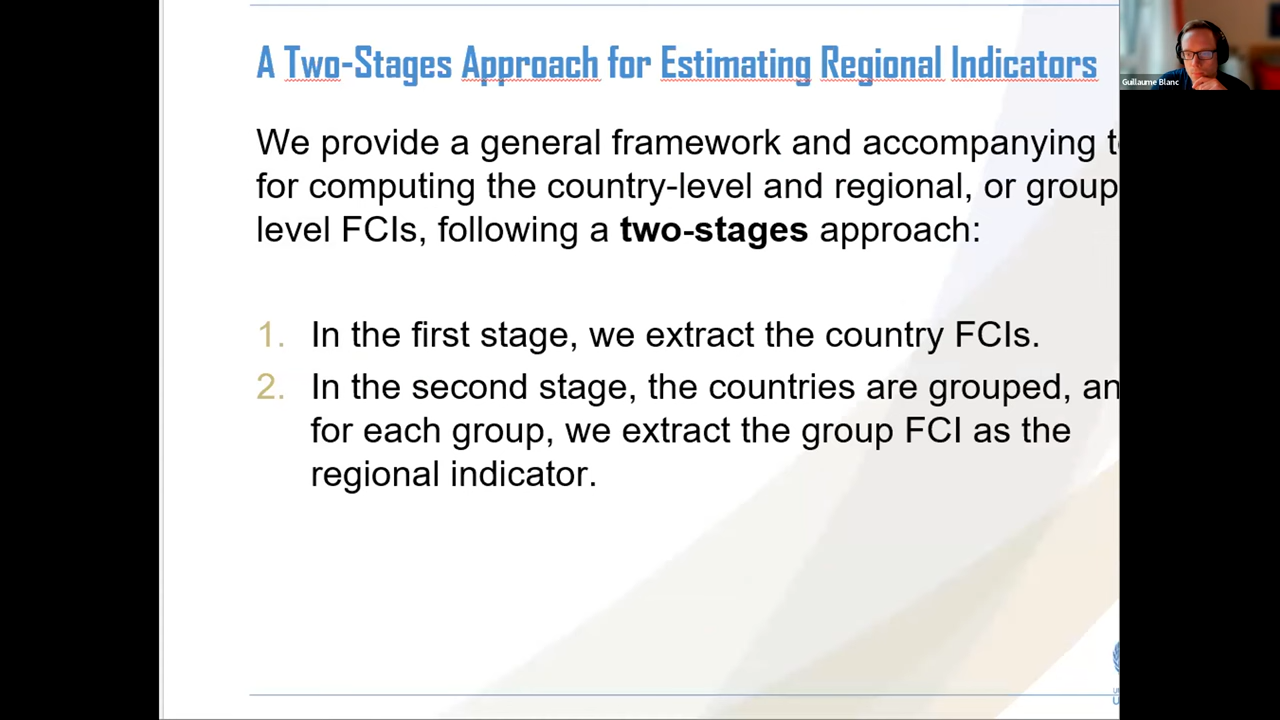 A Two-Stages Approach for Estimating Regional Indicators
Guillaume Blanc
We provide a general framework and accompanying
for computing the country-level and regional, or group
level FCIs, following a two-stages approach:
1. In the first stage, we extract the country FCIs.
2. In the second stage, the countries are grouped, an
for each group, we extract the group FCI as the
regional indicator.